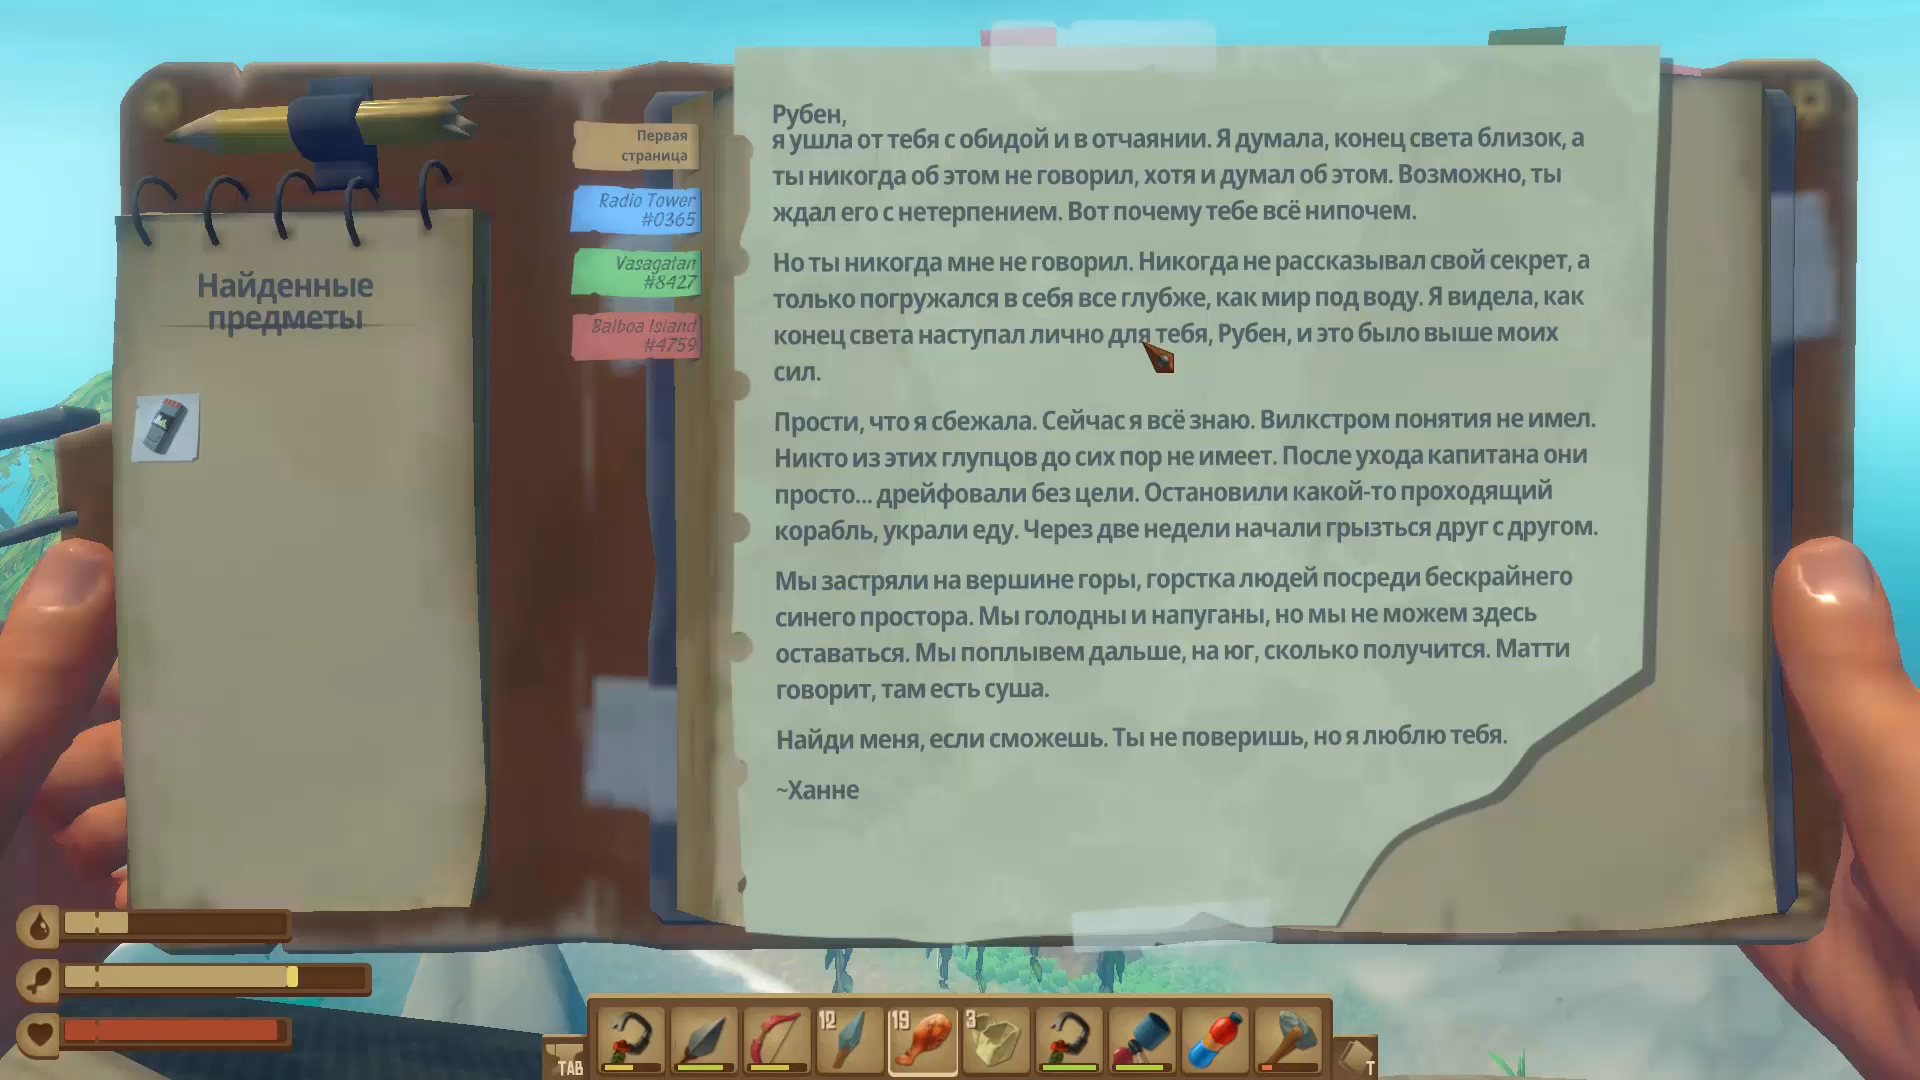 Найденные
предметы
Первая
страница
Radio Tower
#0365
Vasagatan
#8427
Balboa Island
#4759
Рубен,
я ушла от тебя с обидой и в отчаянии. Я думала, конец света близок, а
ты никогда об этом не говорил, хотя и думал об этом. Возможно, ты
ждал его с нетерпением. Вот почему тебе всё нипочем.
Но ты никогда мне не говорил. Никогда не рассказывал свой секрет, а
только погружался в себя все глубже, как мир под воду. Я видела, как
конец света наступал лично для тебя, Рубен, и это было выше моих
сил.
Прости, что я сбежала. Сейчас я всё знаю. Вилкстром понятия не имел.
Никто из этих глупцов до сих пор не имеет. После ухода капитана они
просто... дрейфовали без цели. Остановили какой-то проходящий
корабль, украли еду. Через две недели начали грызться друг с другом.
Мы застряли на вершине горы, горстка людей посреди бескрайнего
синего простора. Мы голодны и напуганы, но мы не можем здесь
оставаться. Мы поплывем дальше, на юг, сколько получится. Матти
говорит, там есть суша.
Найди меня, если сможешь. Ты не поверишь, но я люблю тебя.
~Ханне
TAB
12
19
3
T